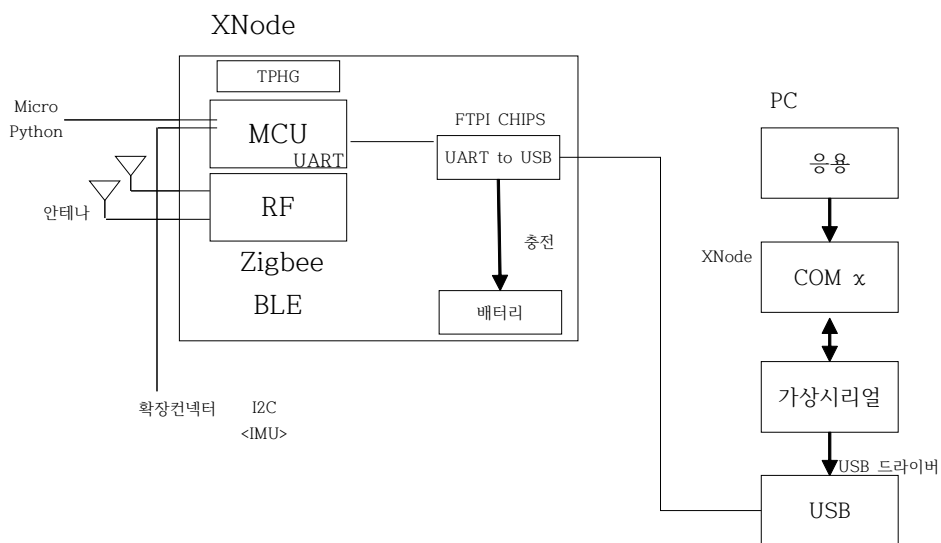 XNode
TPHG
Micro
Python
MCU
UART
FTPI CHIPS
UART to USB
안테나
RF
Zigbee
BLE
충전
배터리
확장컨넥터
I2C
<IMU>
PC
응용
XNode
COM x
가상시리얼
USB 드라이버
USB